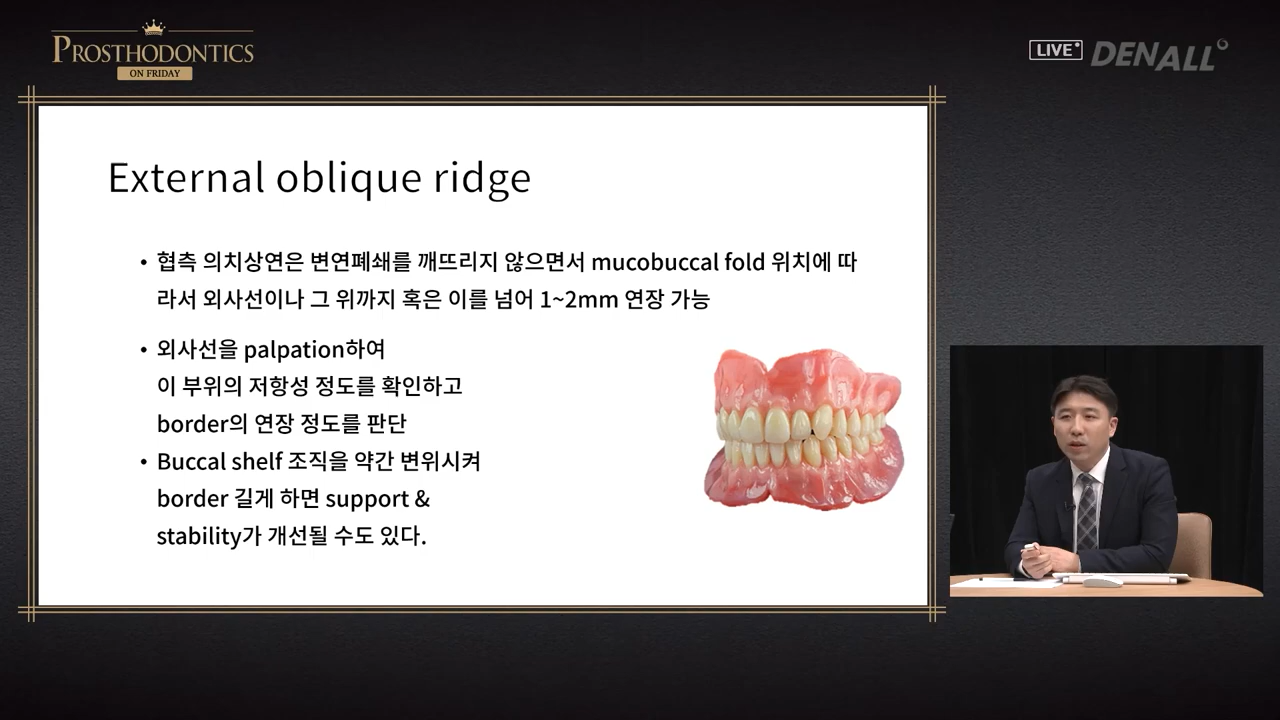 PROSTHODONTICS
ON FRIDAY
LIVE
DENALL
External oblique ridge
• 협측 의치상연은 변연폐쇄를 깨뜨리지 않으면서 mucobuccal fold 위치에 따
라서 외사선이나 그 위까지 혹은 이를 넘어 1~2mm 연장 가능
• 외사선을 palpation하여
이 부위의 저항성 정도를 확인하고
border의 연장 정도를 판단
• Buccal shelf 조직을 약간 변위시켜
border 길게 하면 support &
stability가 개선될 수도 있다.